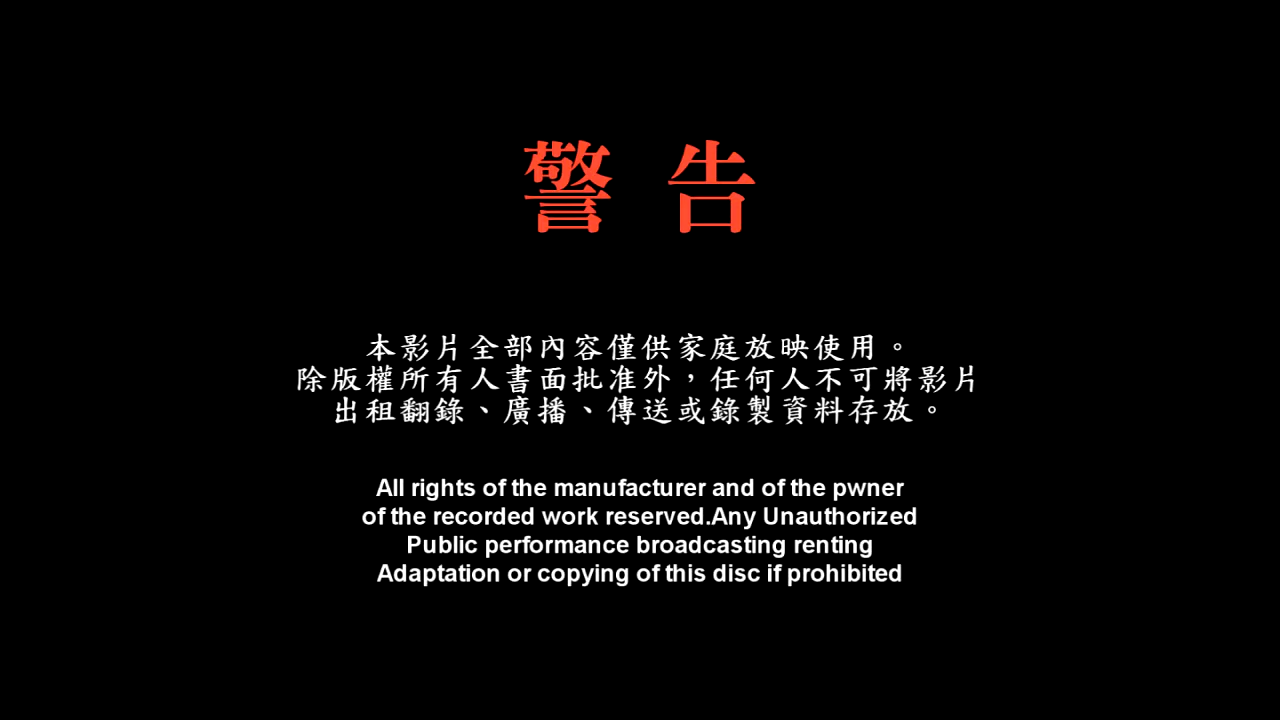 警告
本影片全部內容僅供家庭放映使用。
除版權所有人書面批准外，任何人不可將影片
出租翻錄、廣播、傳送或錄製資料存放。
All rights of the manufacturer and of the pwner
of the recorded work reserved.Any Unauthorized
Public performance broadcasting renting
Adaptation or copying of this disc if prohibited